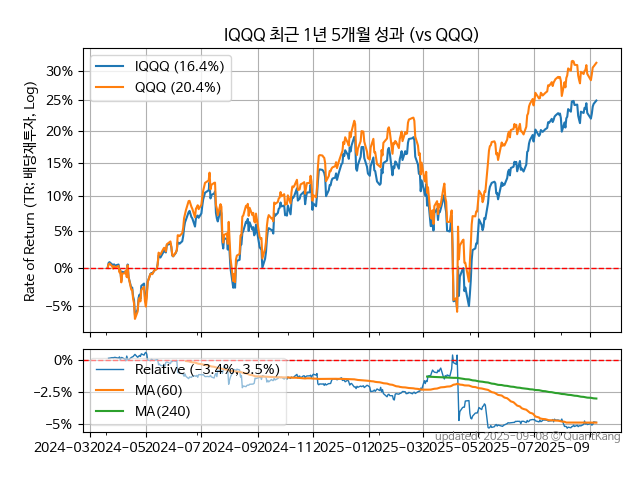 IQQQ 최근 1년 5개월 성과 (vs QQQ)
IQQQ (16.4%)
QQQ (20.4%)
Rate of Return (TR: 배당재투자, Log)
30%
25%
20%
15%
10%
5%
0%
−5%
Relative (−3.4%, 3.5%)
MA(60)
MA(240)
0%
−2.5%
−5%
updated: 2025-09-08 © QuantKang
2024−03
2024−05
2024−07
2024−09
2024−11
2025−01
2025−03
2025−05
2025−07
2025−09